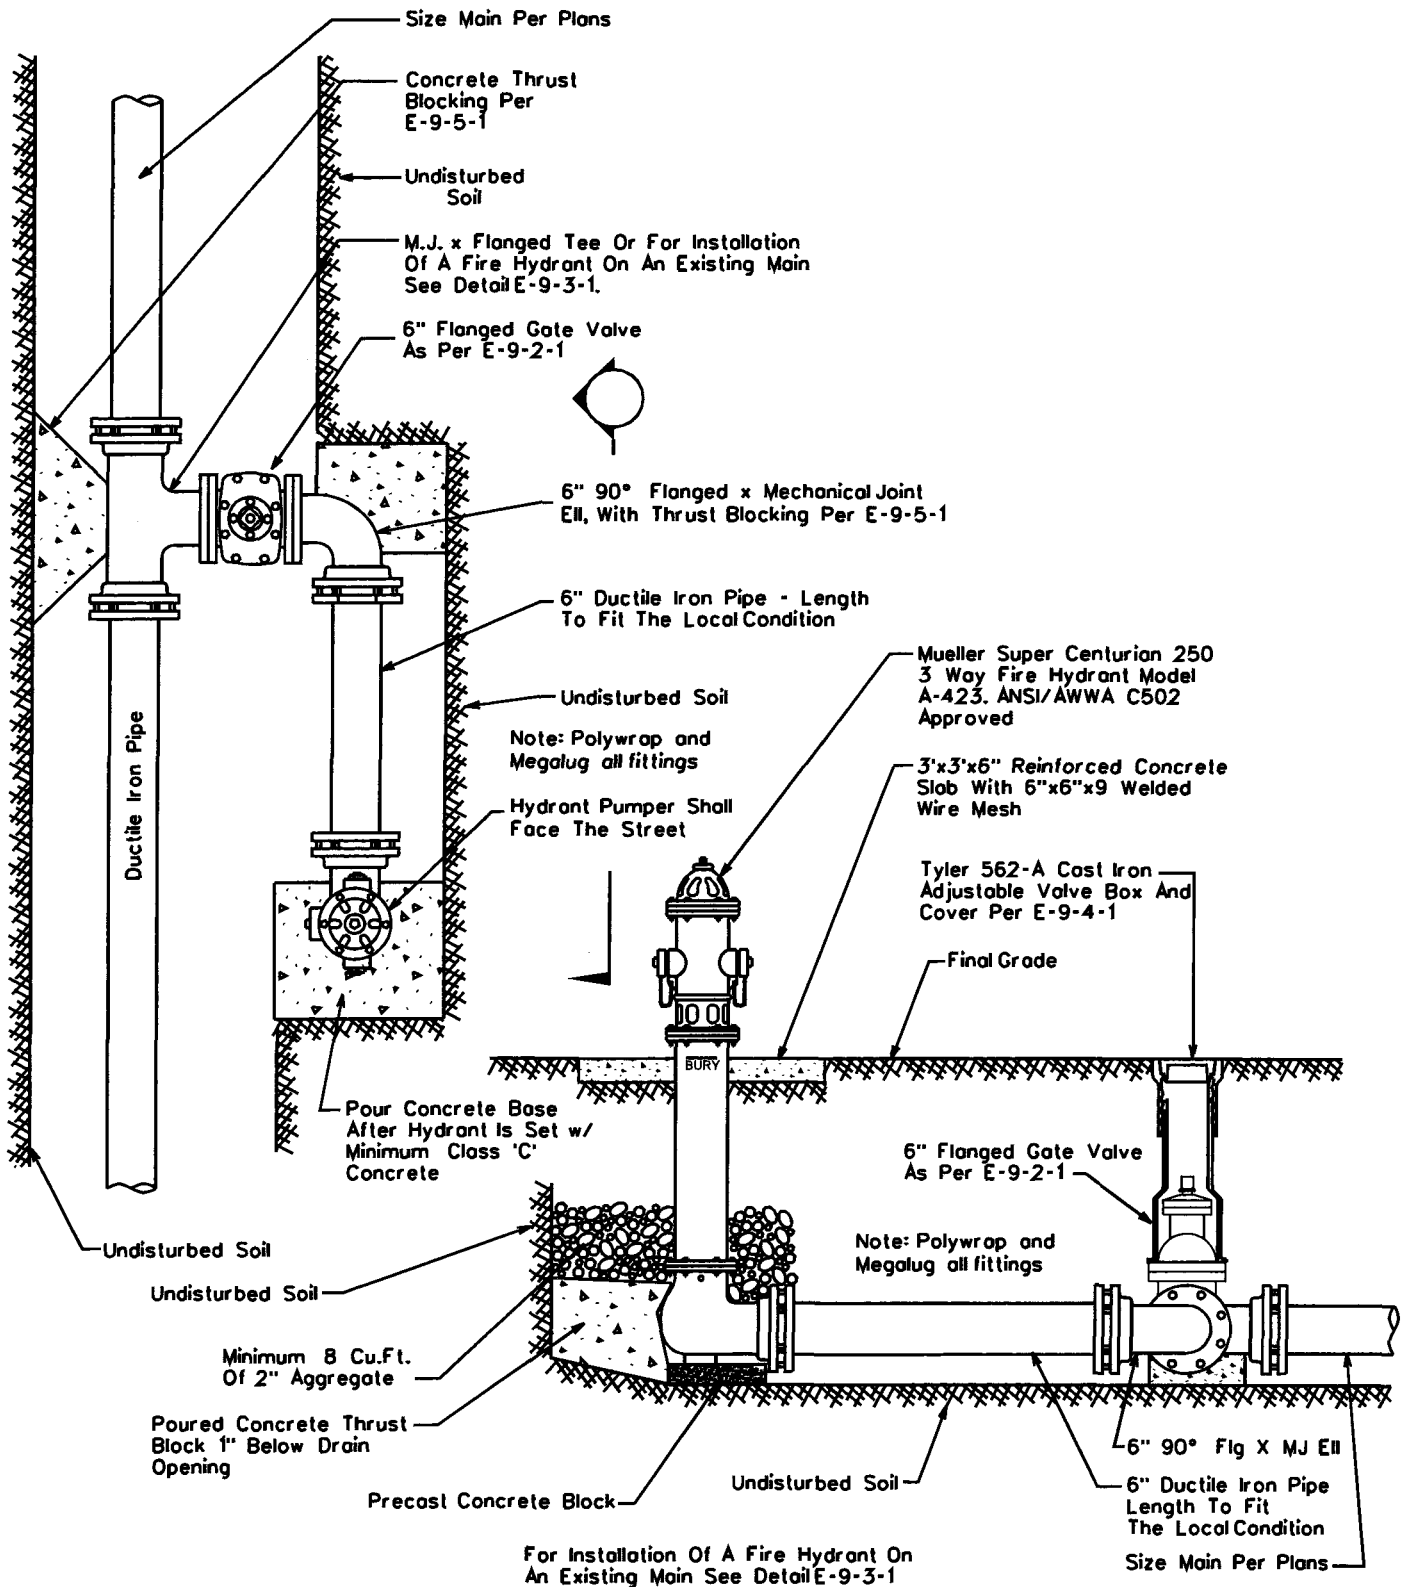 Size Main Per Plans
Concrete Thrust
Blocking Per
E-9-5-1
Undisturbed
Soil
M.J. x Flanged Tee Or For Installation
Of A Fire Hydrant On An Existing Main
See Detail E-9-3-1.
6" Flanged Gate Valve
As Per E-9-2-1
6" 90° Flanged x Mechanical Joint
Ell, With Thrust Blocking Per E-9-5-1
6" Ductile Iron Pipe - Length
To Fit The Local Condition
Undisturbed Soil
Note: Polywrap and
Megalug all fittings
Hydrant Pumper Shall
Face The Street
Ductile Iron Pipe
Mueller Super Centurian 250
3 Way Fire Hydrant Model
A-423. ANSI/AWWA C502
Approved
3'x3'x6" Reinforced Concrete
Slab With 6"x6"x9 Welded
Wire Mesh
Tyler 562-A Cast Iron
Adjustable Valve Box And
Cover Per E-9-4-1
Final Grade
BURY
Pour Concrete Base
After Hydrant Is Set w/
Minimum Class 'C'
Concrete
6" Flanged Gate Valve
As Per E-9-2-1
Undisturbed Soil
Note: Polywrap and
Megalug all fittings
Undisturbed Soil
Minimum 8 Cu.Ft.
Of 2" Aggregate
Poured Concrete Thrust
Block 1" Below Drain
Opening
6" 90° Flg X MJ Ell
Undisturbed Soil
6" Ductile Iron Pipe
Length To Fit
The Local Condition
Precast Concrete Block
For Installation Of A Fire Hydrant On
An Existing Main See Detail E-9-3-1
Size Main Per Plans